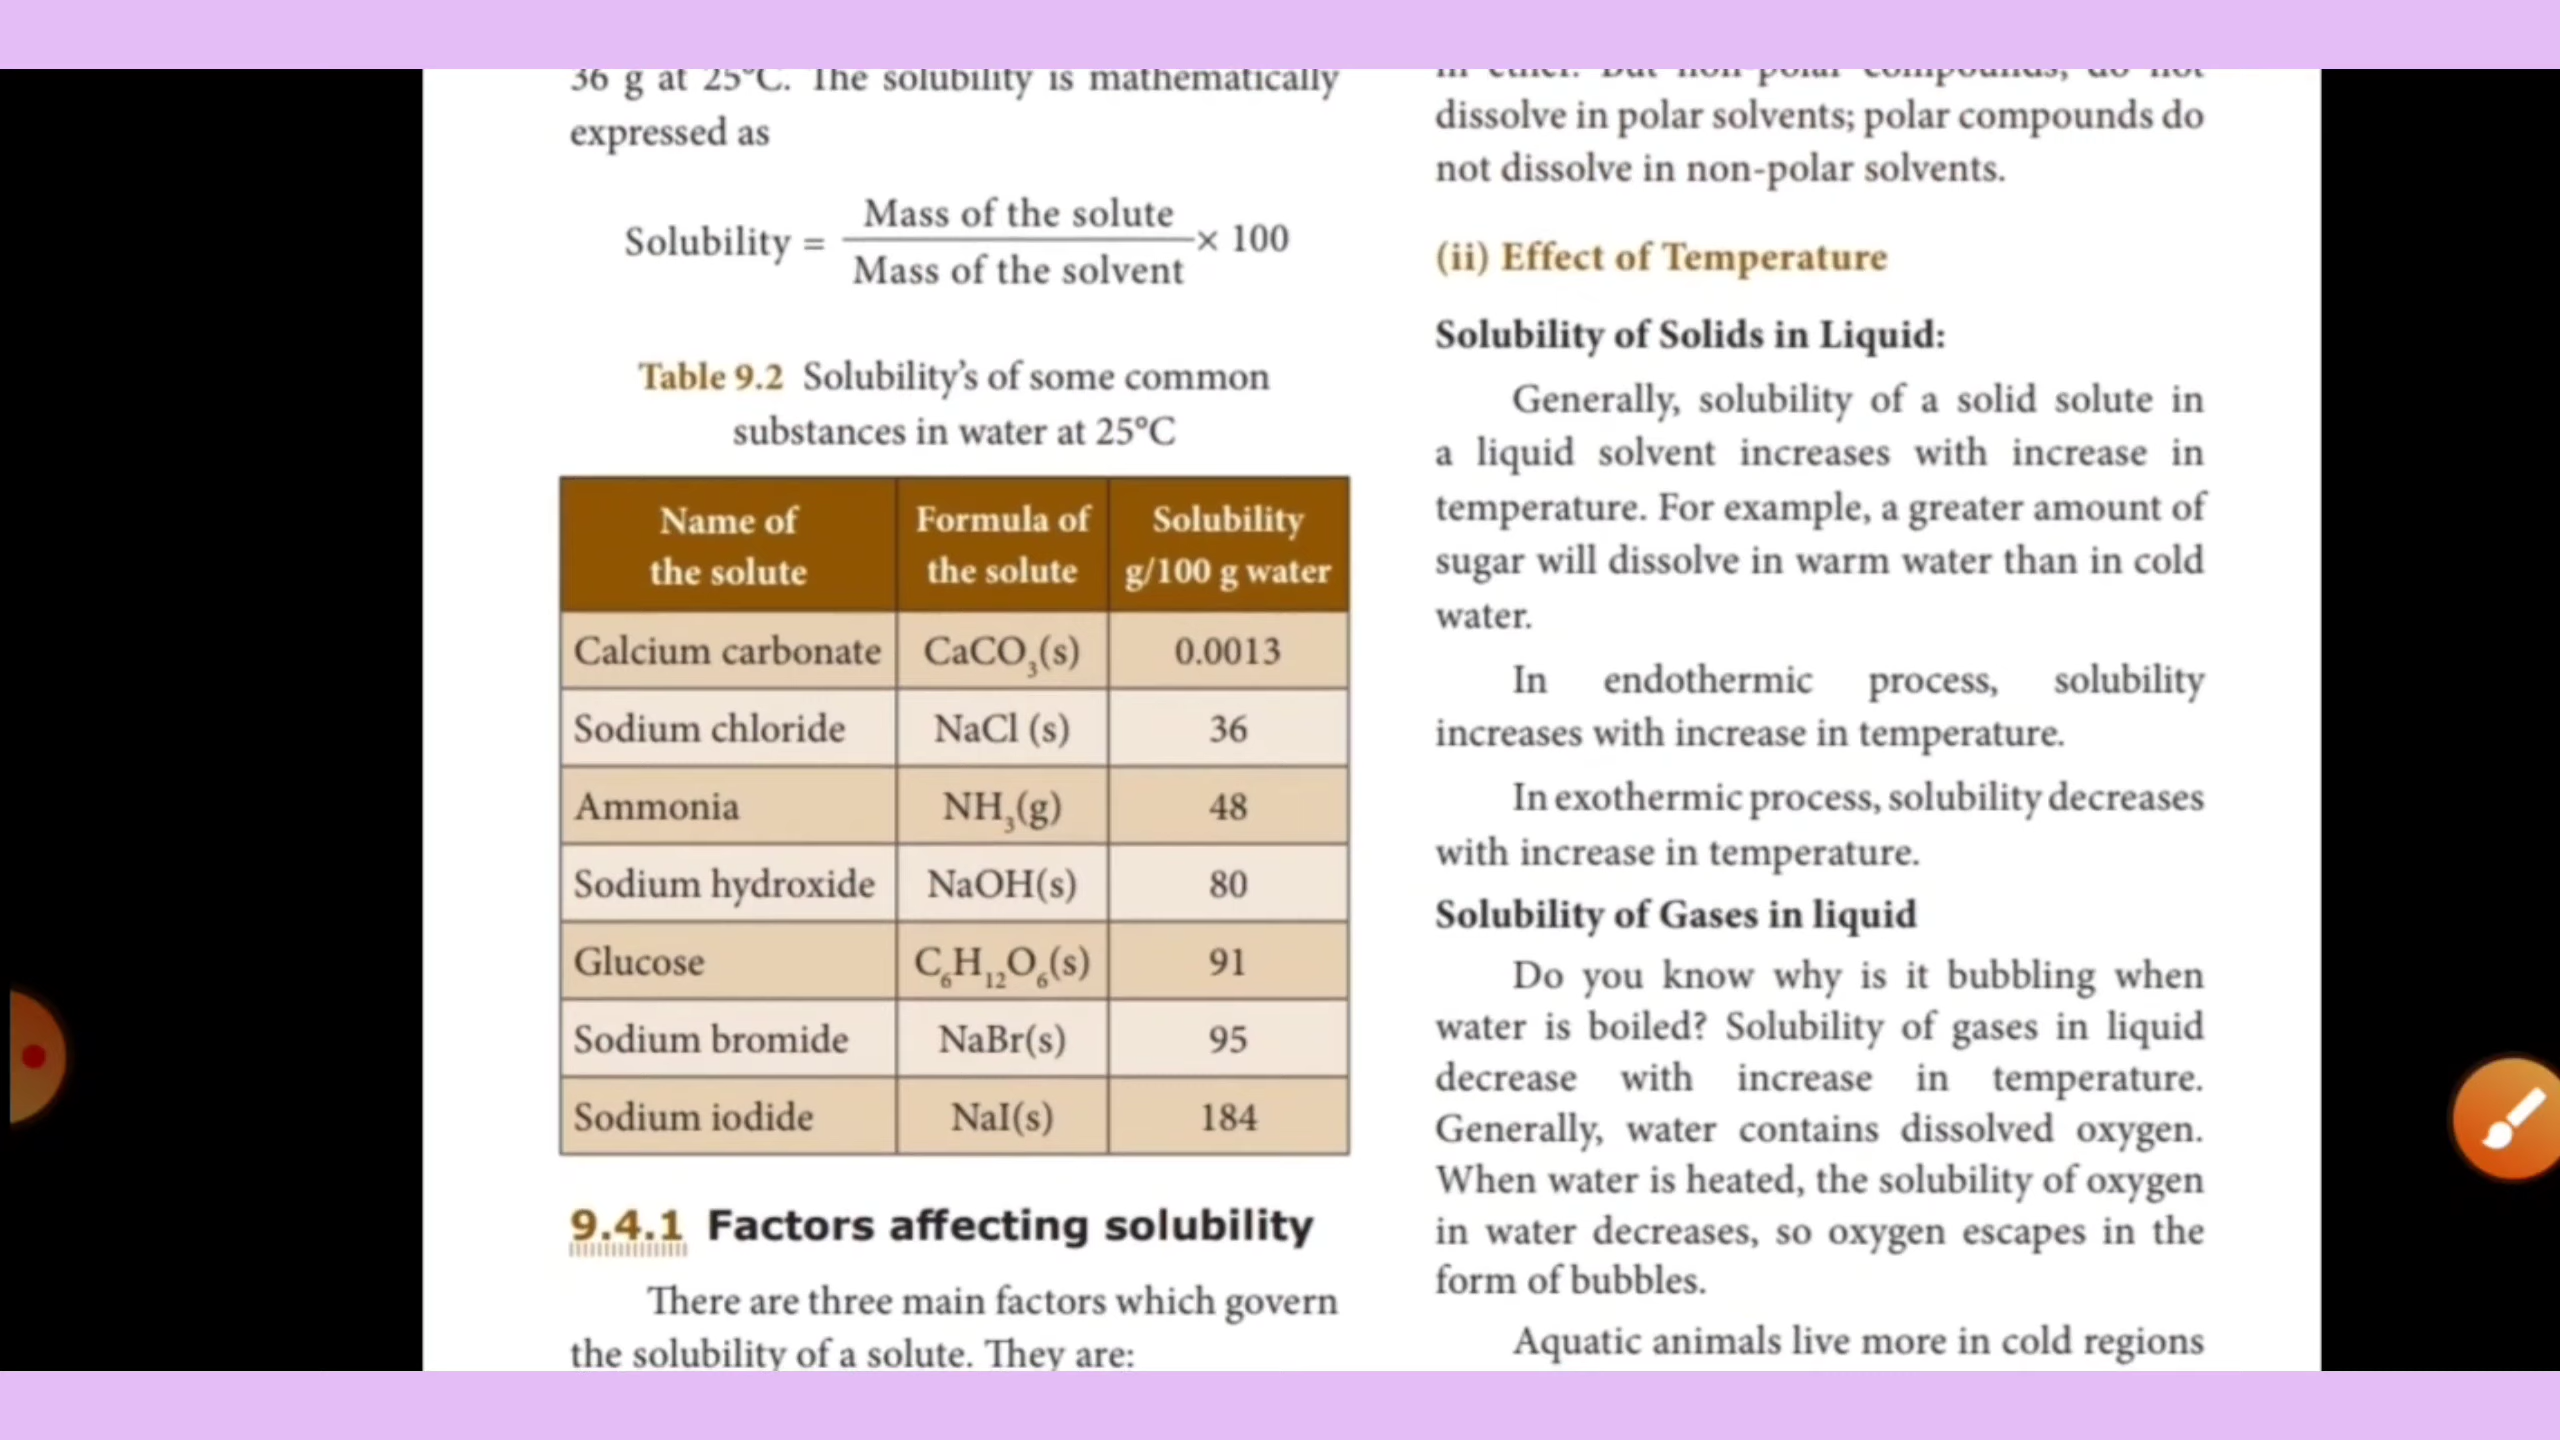 36 g at 25°C. The solubility is mathematically
expressed as
Solubility = Mass of the solute
Mass of the solvent × 100
Table 9.2 Solubility's of some common
substances in water at 25°C
Name of the solute Formula of the solute Solubility g/100 g water
Calcium carbonate CaCO₃(s) 0.0013
Sodium chloride NaCl (s) 36
Ammonia NH₃(g) 48
Sodium hydroxide NaOH(s) 80
Glucose C₆H₁₂O₆(s) 91
Sodium bromide NaBr(s) 95
Sodium iodide NaI(s) 184
9.4.1 Factors affecting solubility
There are three main factors which govern
the solubility of a solute. They are:
in ether. But non-polar compounds, do not
dissolve in polar solvents; polar compounds do
not dissolve in non-polar solvents.
(ii) Effect of Temperature
Solubility of Solids in Liquid:
Generally, solubility of a solid solute in
a liquid solvent increases with increase in
temperature. For example, a greater amount of
sugar will dissolve in warm water than in cold
water.
In endothermic process, solubility
increases with increase in temperature.
In exothermic process, solubility decreases
with increase in temperature.
Solubility of Gases in liquid
Do you know why is it bubbling when
water is boiled? Solubility of gases in liquid
decrease with increase in temperature.
Generally, water contains dissolved oxygen.
When water is heated, the solubility of oxygen
in water decreases, so oxygen escapes in the
form of bubbles.
Aquatic animals live more in cold regions